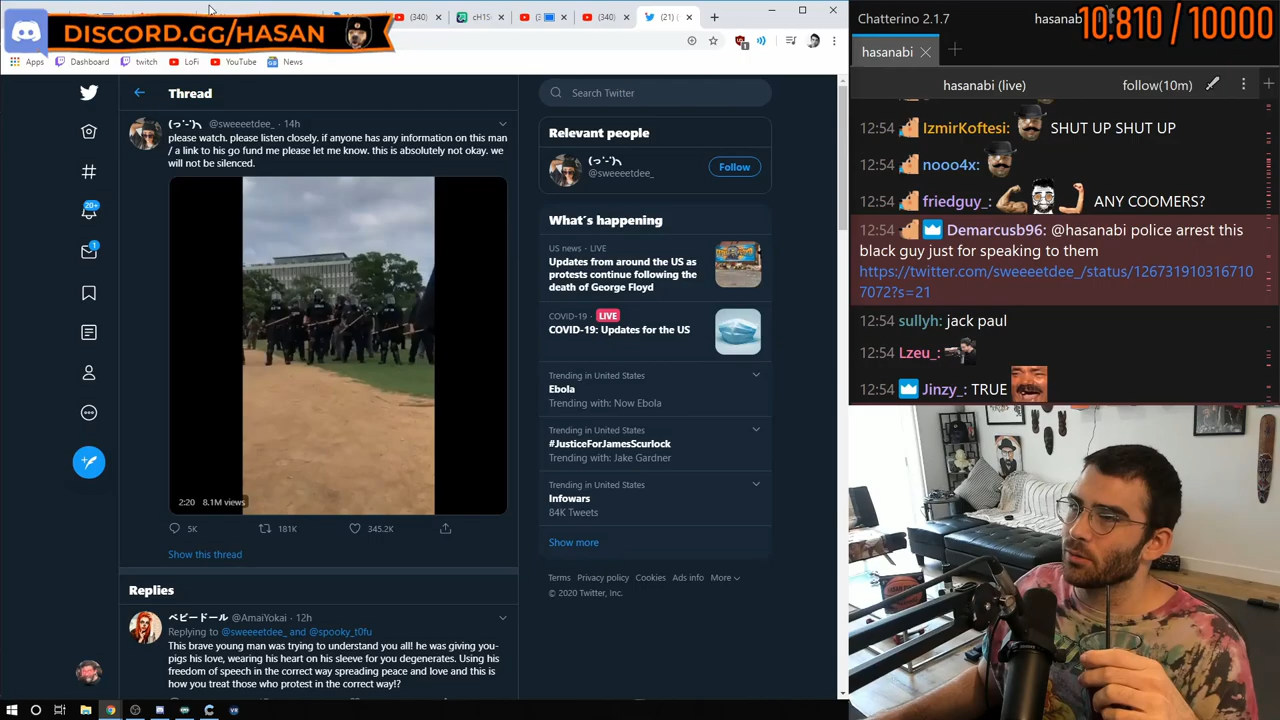 DISCORD.GG/HASAN
(340)
cH1S
(3
(340)
(21) (
Apps
Dashboard
twitch
LoFi
YouTube
News
Thread
@sweeeetdee_ · 14h
please watch. please listen closely. if anyone has any information on this man
/ a link to his go fund me please let me know. this is absolutely not okay. we
will not be silenced.
2:20 8.1M views
5K
181K
345.2K
Show this thread
Replies
ベビードール @AmaiYokai · 12h
Replying to @sweeeetdee_ and @spooky_t0fu
This brave young man was trying to understand you all! he was giving you-
pigs his love, wearing his heart on his sleeve for you degenerates. Using his
freedom of speech in the correct way spreading peace and love and this is
how you treat those who protest in the correct way!?
20+
1
Search Twitter
Relevant people
@sweeeetdee_
Follow
What's happening
US news · LIVE
Updates from around the US as
protests continue following the
death of George Floyd
COVID-19 · LIVE
COVID-19: Updates for the US
Trending in United States
Ebola
Trending with: Now Ebola
Trending in United States
#JusticeForJamesScurlock
Trending with: Jake Gardner
Trending in United States
Infowars
84K Tweets
Show more
Terms Privacy policy Cookies Ads info More
© 2020 Twitter, Inc.
Chatterino 2.1.7
hasanab
10,810 / 10000
hasanabi
hasanabi (live)
follow(10m)
12:54 IzmirKoftesi: SHUT UP SHUT UP
12:54 nooo4x:
12:54 friedguy_: ANY COOMERS?
12:54 Demarcusb96: @hasanabi police arrest this
black guy just for speaking to them
https://twitter.com/sweeeetdee_/status/126731910316710
7072?s=21
12:54 sullyh: jack paul
12:54 Lzeu_:
12:54 Jinzy_: TRUE